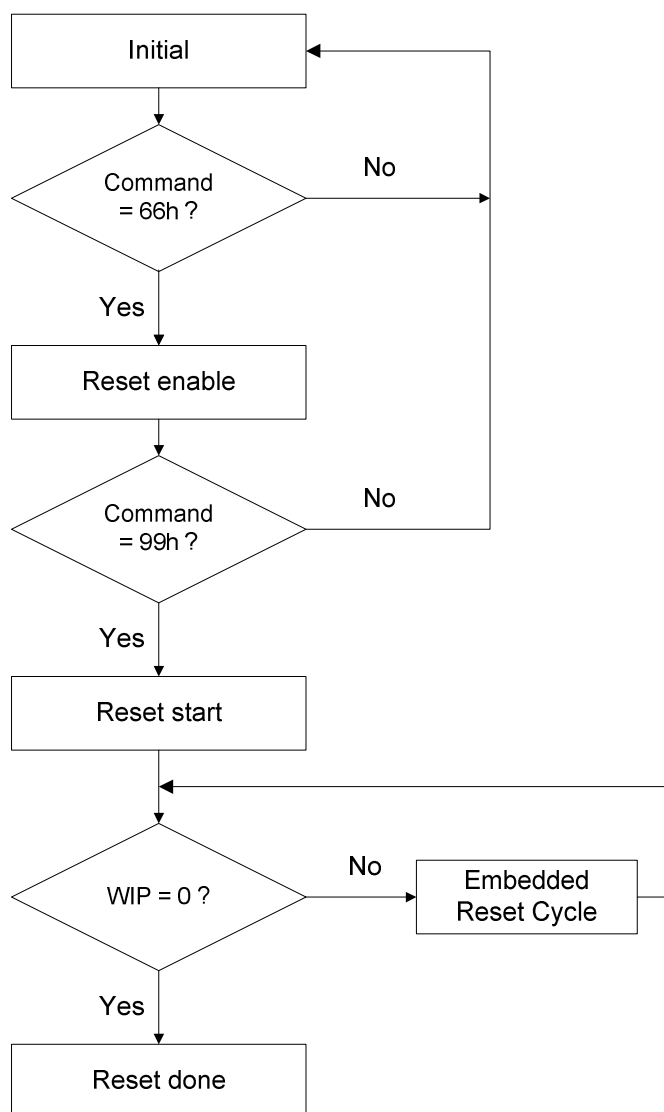 Initial
Command
= 66h ?
No
Yes
Reset enable
Command
= 99h ?
No
Yes
Reset start
WIP = 0 ?
No
Embedded
Reset Cycle
Yes
Reset done